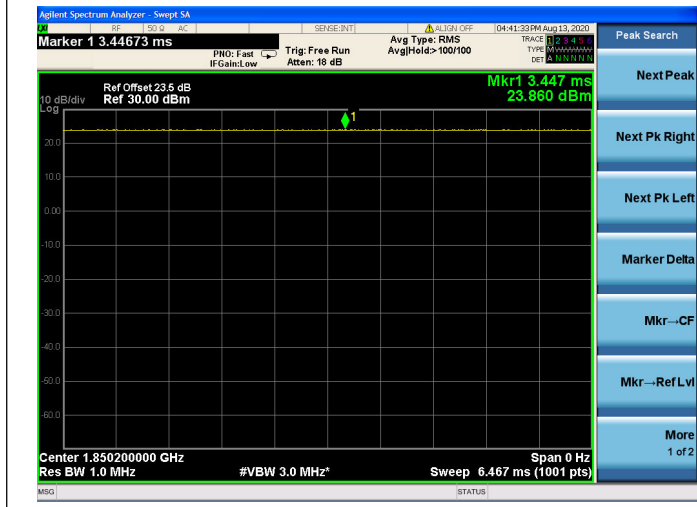 Agilent Spectrum Analyzer - Swept SA
RF 50 Ω AC SENSE:INT ALIGN OFF 04:41:33 PM Aug 13, 2020
Marker 1 3.44673 ms
PNO: Fast
IFGain:Low
Trig: Free Run
Atten: 18 dB
Avg Type: RMS
Avg|Hold:>100/100
TRACE 1 2 3 4 5 6
TYPE M
DET A N N N N N
Peak Search
Next Peak
Next Pk Right
Next Pk Left
Marker Delta
Mkr→CF
Mkr→Ref Lvl
More
1 of 2
Mkr1 3.447 ms
23.860 dBm
Ref Offset 23.5 dB
10 dB/div Ref 30.00 dBm
Log
1
20.0
10.0
0.00
-10.0
-20.0
-30.0
-40.0
-50.0
-60.0
Center 1.850200000 GHz Span 0 Hz
Res BW 1.0 MHz #VBW 3.0 MHz* Sweep 6.467 ms (1001 pts)
MSG STATUS